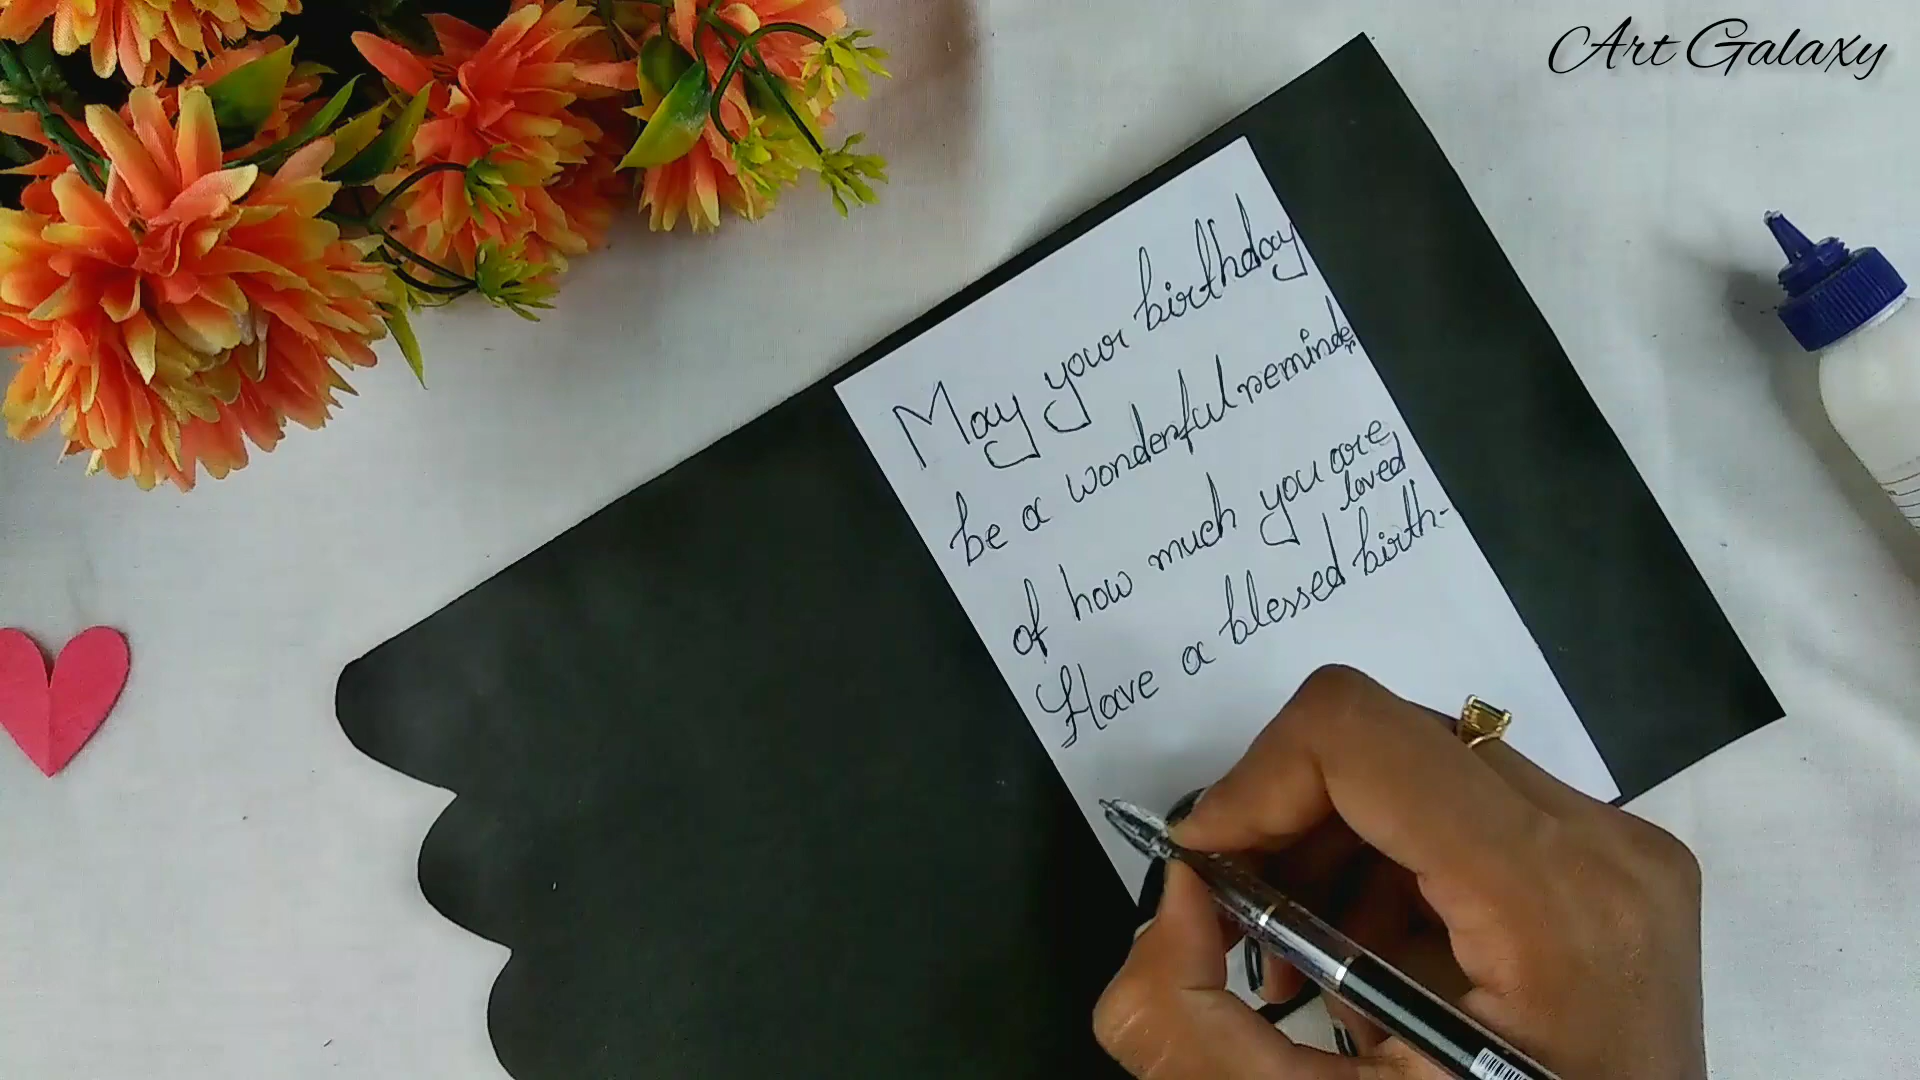 Art Galaxy
May your birthday
be a wonderful reminder
of how much you are
loved
Have a blessed birth-